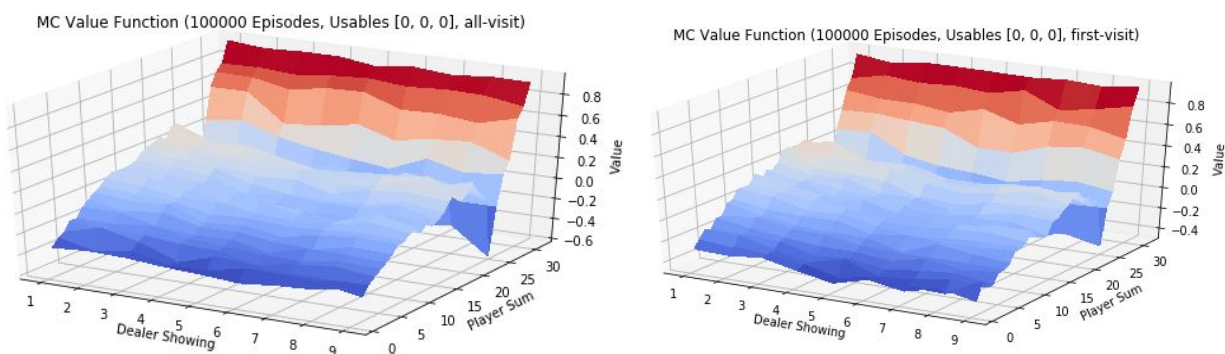 MC Value Function (100000 Episodes, Usables [0, 0, 0], all-visit)
0.8
0.6
0.4
0.2
0.0
−0.2
−0.4
−0.6
Value
1 2 3 4 5 6 7 8 9
Dealer Showing
0 5 10 15 20 25 30
Player Sum
MC Value Function (100000 Episodes, Usables [0, 0, 0], first-visit)
0.8
0.6
0.4
0.2
0.0
−0.2
−0.4
Value
1 2 3 4 5 6 7 8 9
Dealer Showing
0 5 10 15 20 25 30
Player Sum